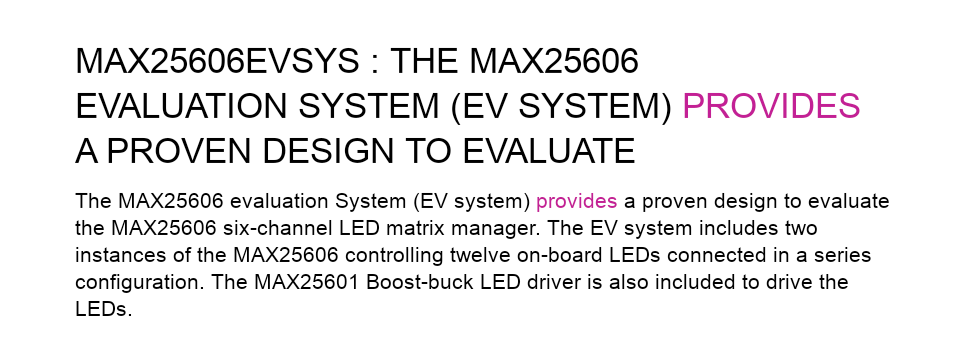 MAX25606EVSYS : THE MAX25606
EVALUATION SYSTEM (EV SYSTEM) PROVIDES
A PROVEN DESIGN TO EVALUATE
The MAX25606 evaluation System (EV system) provides a proven design to evaluate
the MAX25606 six-channel LED matrix manager. The EV system includes two
instances of the MAX25606 controlling twelve on-board LEDs connected in a series
configuration. The MAX25601 Boost-buck LED driver is also included to drive the
LEDs.